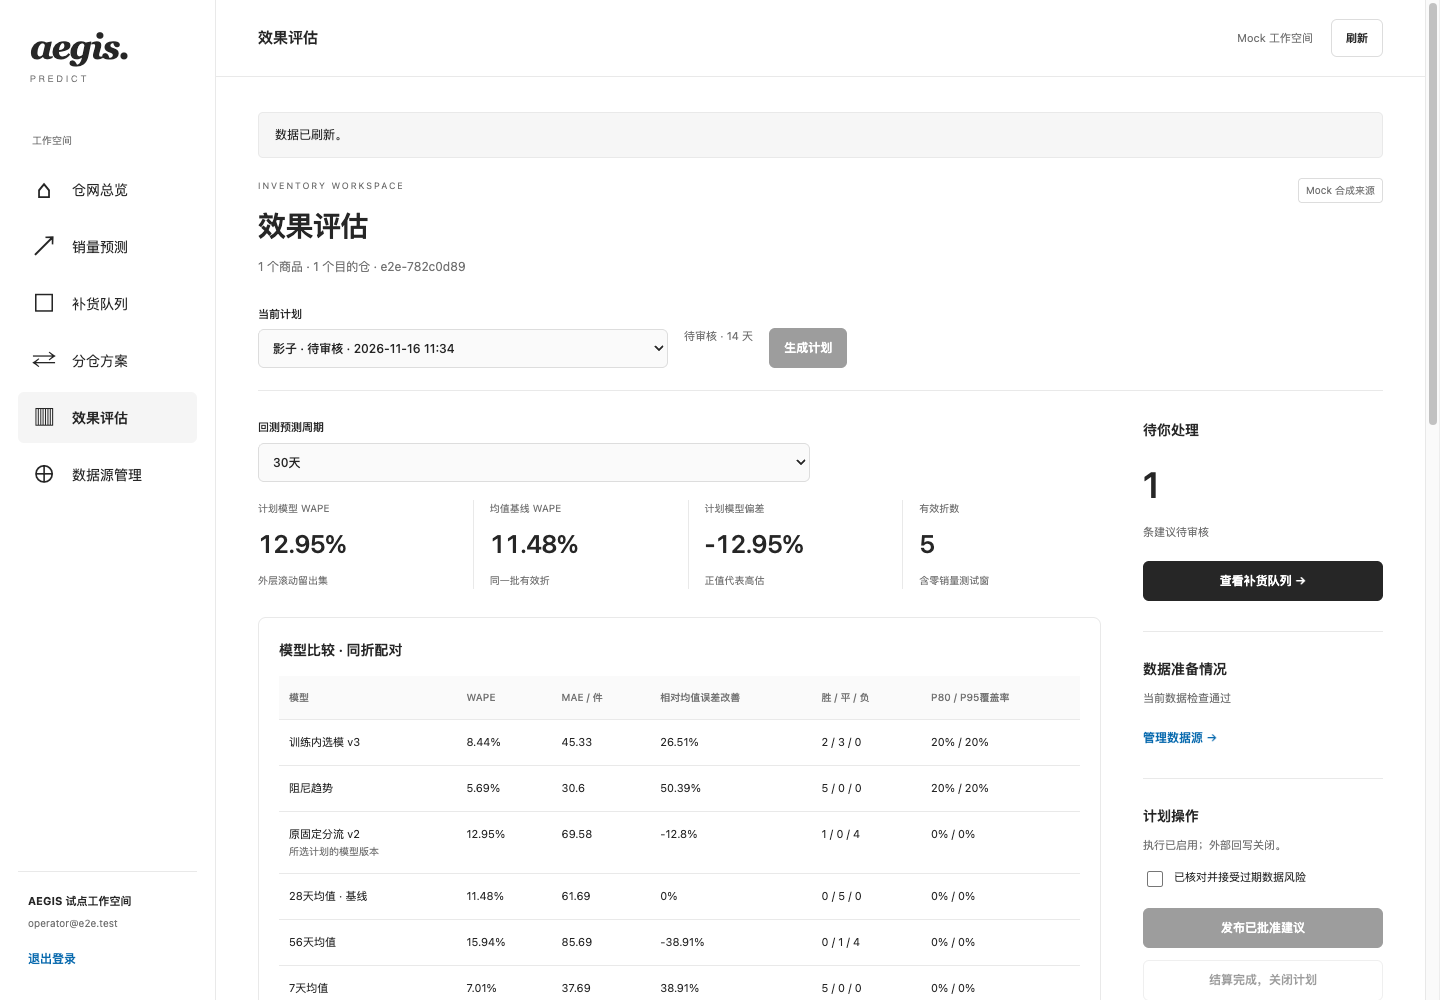 aegis.
PREDICT
工作空间
仓网总览
销量预测
补货队列
分仓方案
效果评估
数据源管理
AEGIS 试点工作空间
operator@e2e.test
退出登录
效果评估
Mock 工作空间
刷新
数据已刷新。
INVENTORY WORKSPACE
Mock 合成来源
效果评估
1 个商品 · 1 个目的仓 · e2e-782c0d89
当前计划
影子 · 待审核 · 2026-11-16 11:34
待审核 · 14 天
生成计划
回测预测周期
30天
计划模型 WAPE
12.95%
外层滚动留出集
均值基线 WAPE
11.48%
同一批有效折
计划模型偏差
-12.95%
正值代表高估
有效折数
5
含零销量测试窗
模型比较 · 同折配对
模型 WAPE MAE / 件 相对均值误差改善 胜 / 平 / 负 P80 / P95覆盖率
训练内选模 v3 8.44% 45.33 26.51% 2 / 3 / 0 20% / 20%
阻尼趋势 5.69% 30.6 50.39% 5 / 0 / 0 20% / 20%
原固定分流 v2 12.95% 69.58 -12.8% 1 / 0 / 4 0% / 0%
所选计划的模型版本
28天均值 · 基线 11.48% 61.69 0% 0 / 5 / 0 0% / 0%
56天均值 15.94% 85.69 -38.91% 0 / 1 / 4 0% / 0%
7天均值 7.01% 37.69 38.91% 5 / 0 / 0 0% / 0%
待你处理
1
条建议待审核
查看补货队列 →
数据准备情况
当前数据检查通过
管理数据源 →
计划操作
执行已启用；外部回写关闭。
已核对并接受过期数据风险
发布已批准建议
结算完成，关闭计划